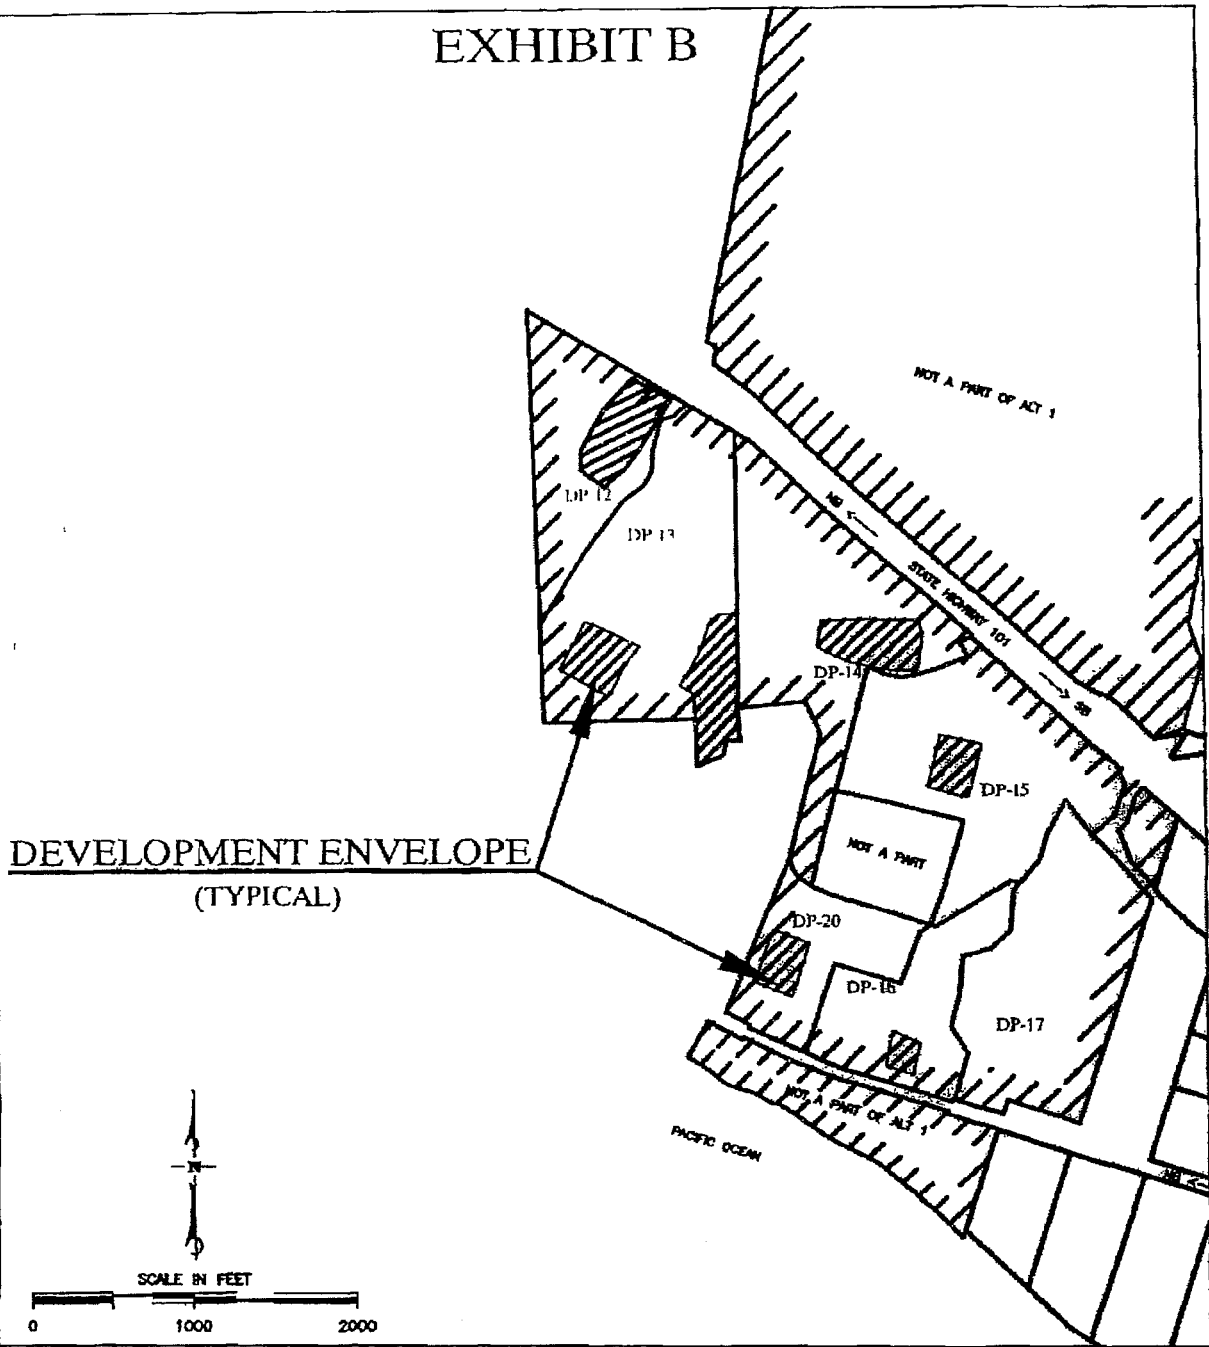 EXHIBIT B
NOT A PART OF ALT 1
DP-12
DP-13
NB
STATE HIGHWAY 101
SB
DP-14
DP-15
DEVELOPMENT ENVELOPE
(TYPICAL)
NOT A PART
DP-20
DP-16
DP-17
NOT A PART OF ALT 1
PACIFIC OCEAN
NB
N
SCALE IN FEET
0 1000 2000